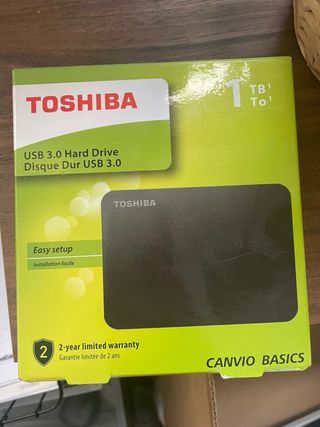 TOSHIBA
1 TB¹
To¹
USB 3.0 Hard Drive
Disque Dur USB 3.0
TOSHIBA
Easy setup
Installation facile
2
2-year limited warranty
Garantie limitée de 2 ans
CANVIO BASICS